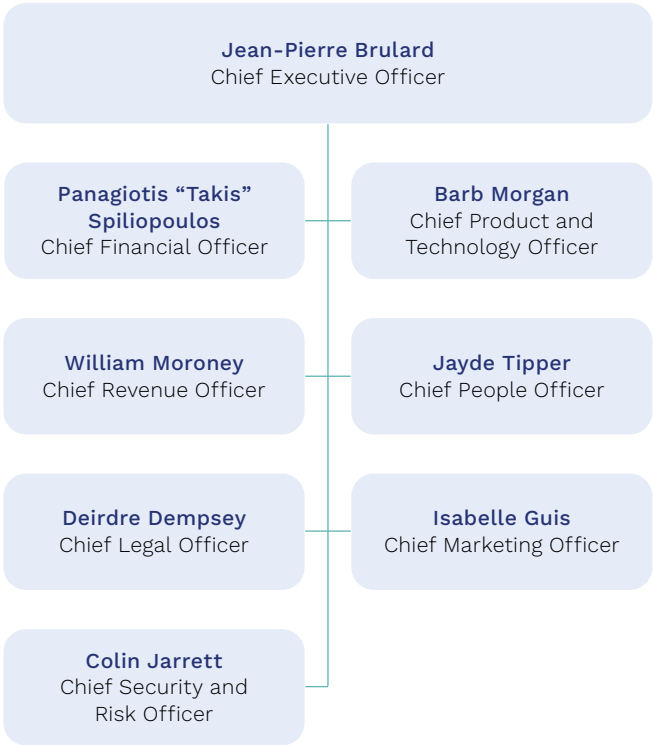 Jean-Pierre Brulard
Chief Executive Officer
Panagiotis “Takis”
Spiliopoulos
Chief Financial Officer
Barb Morgan
Chief Product and
Technology Officer
William Moroney
Chief Revenue Officer
Jayde Tipper
Chief People Officer
Deirdre Dempsey
Chief Legal Officer
Isabelle Guis
Chief Marketing Officer
Colin Jarrett
Chief Security and
Risk Officer